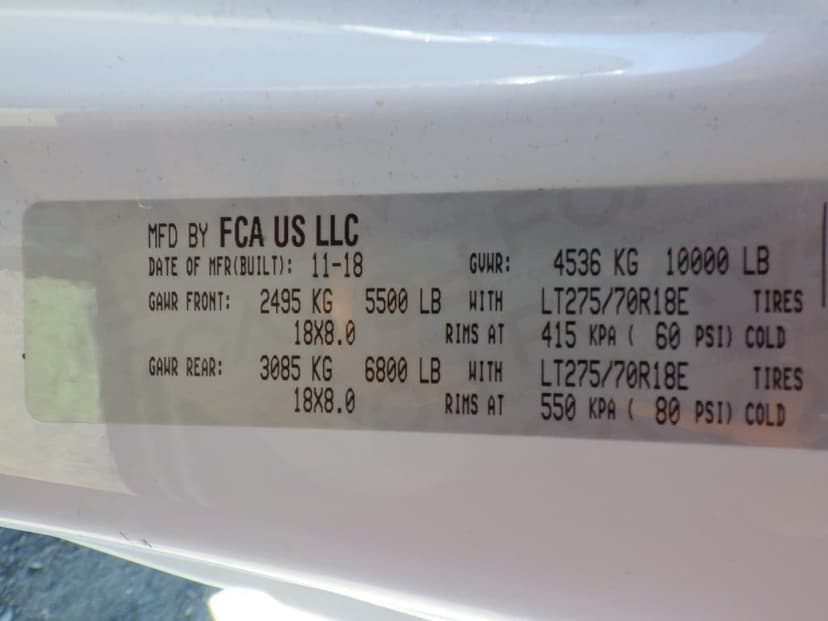 MFD BY FCA US LLC
DATE OF MFR(BUILT): 11-18 GVWR: 4536 KG 10000 LB
GAWR FRONT: 2495 KG 5500 LB WITH LT275/70R18E TIRES
18X8.0 RIMS AT 415 KPA ( 60 PSI) COLD
GAWR REAR: 3085 KG 6800 LB WITH LT275/70R18E TIRES
18X8.0 RIMS AT 550 KPA ( 80 PSI) COLD